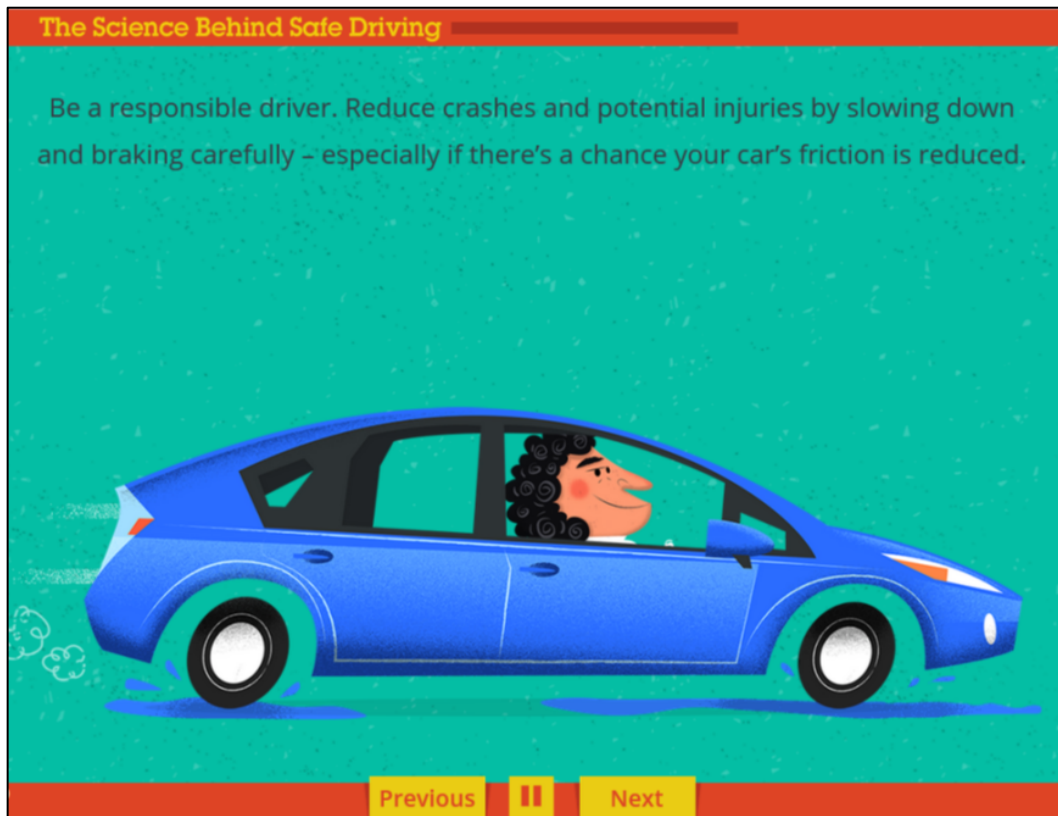 The Science Behind Safe Driving
Be a responsible driver. Reduce crashes and potential injuries by slowing down
and braking carefully – especially if there’s a chance your car’s friction is reduced.
Previous
Next